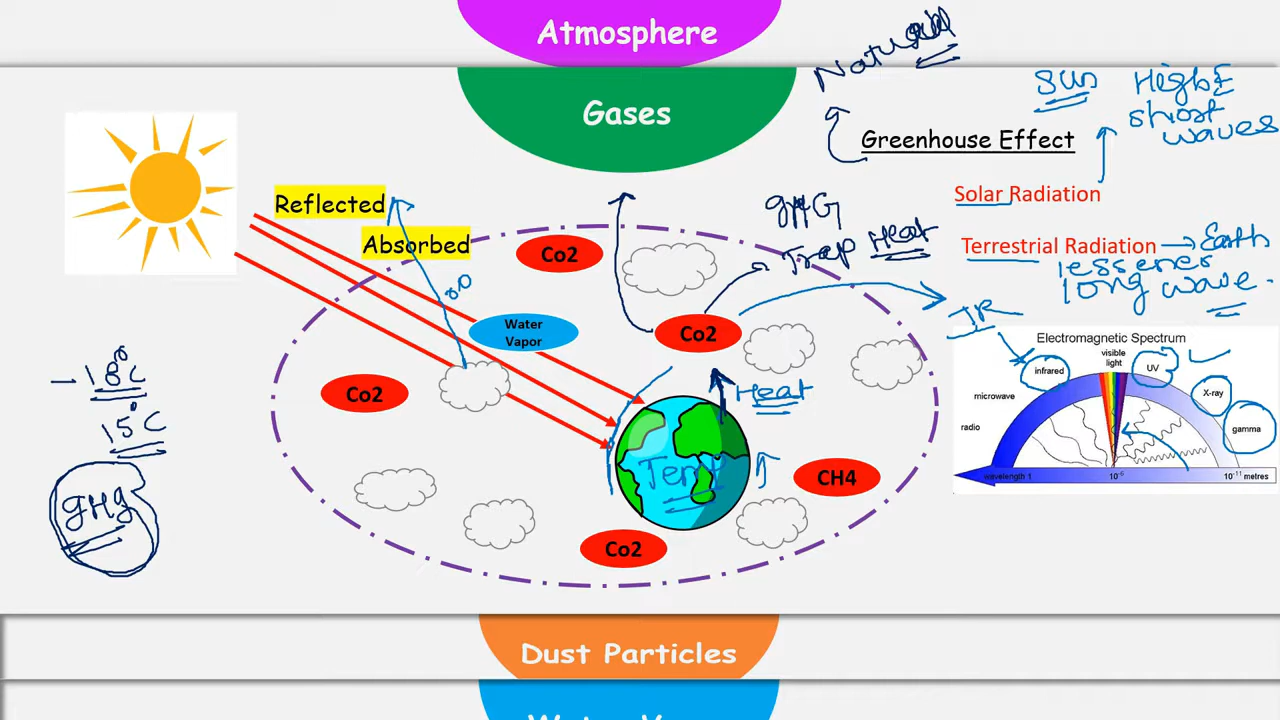 Atmosphere
Natural
Gases
Sun
High E
short
waves
Greenhouse Effect
Solar Radiation
Reflected
gHG
Trap Heat
Absorbed
Terrestrial Radiation → Earth
lesser
long wave
Co2
Water
Vapor
Co2
IR
Electromagnetic Spectrum
visible
light
infrared
UV
X-ray
microwave
gamma
radio
wavelength 1
10-6
10-11 metres
-18°C
15°C
gHg
Co2
Heat
Temp
CH4
Co2
Dust Particles